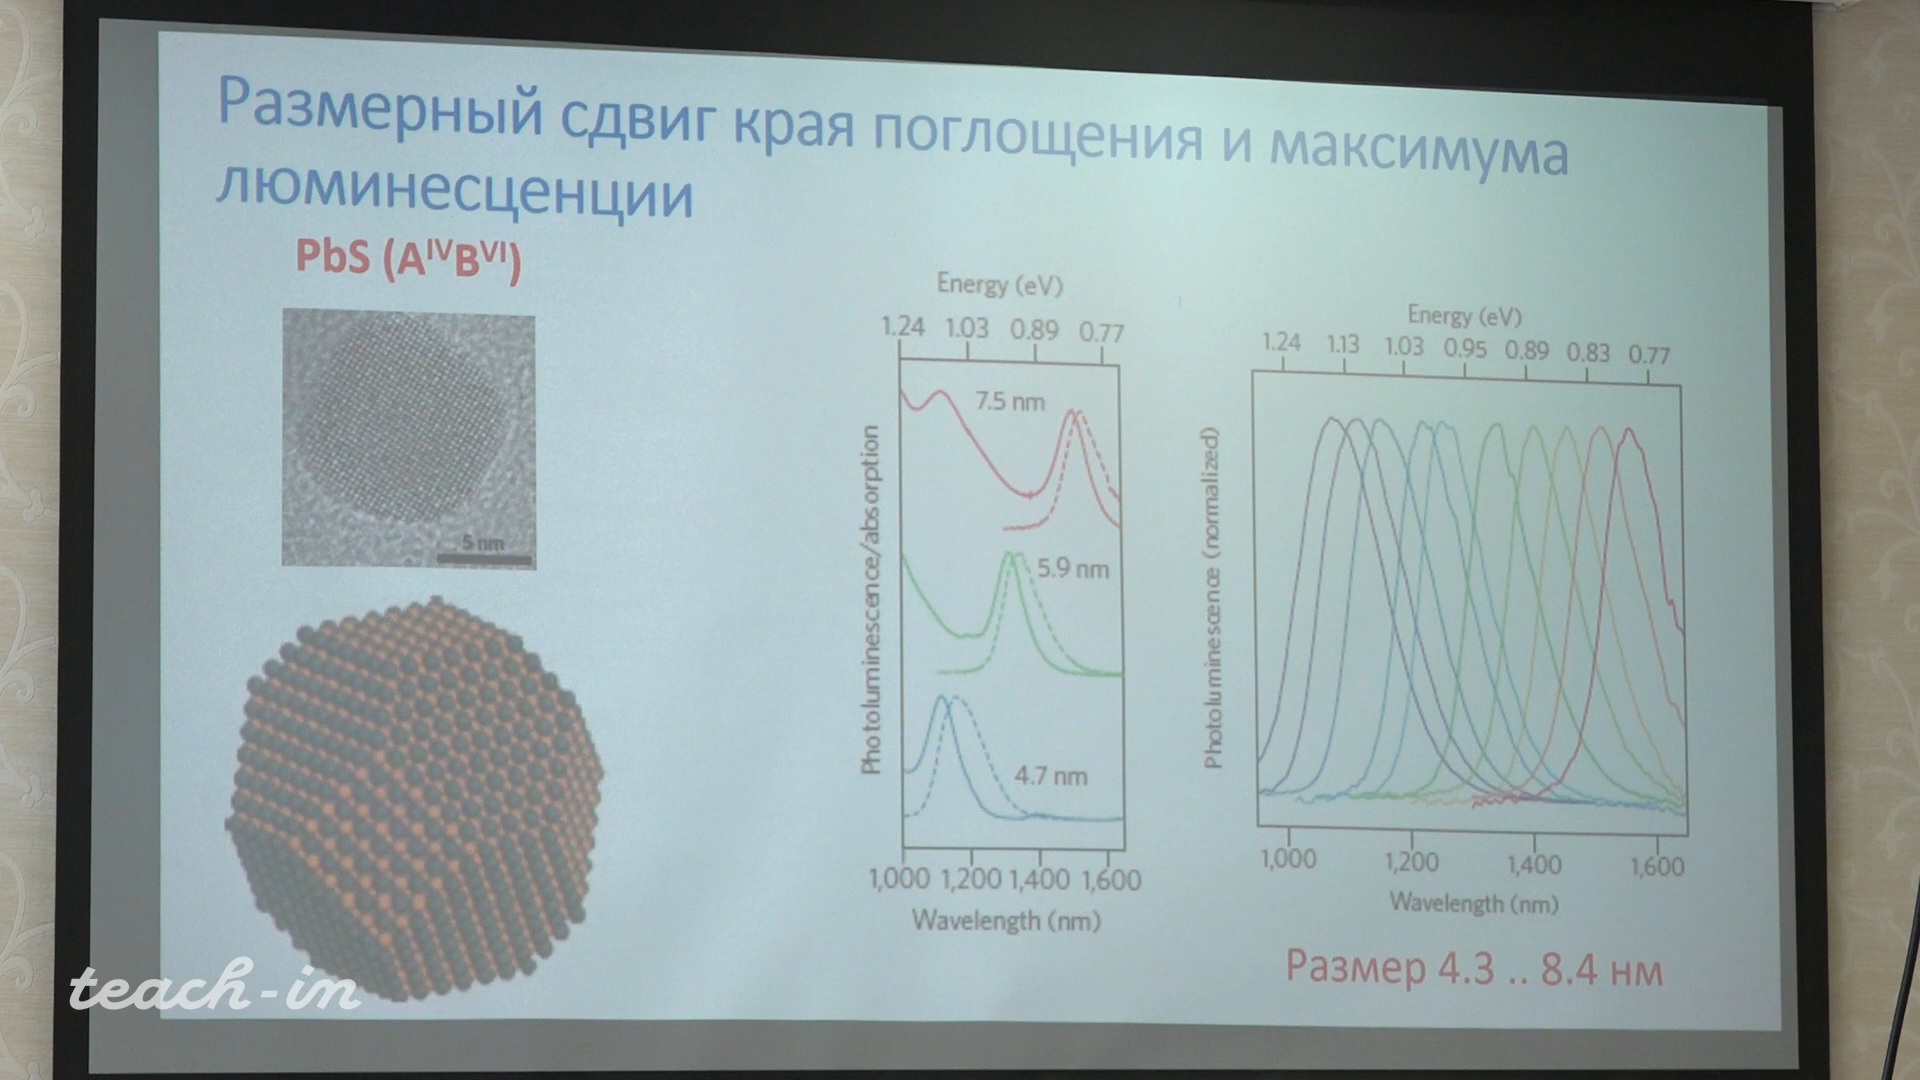 Размерный сдвиг края поглощения и максимума
люминесценции
PbS (AᴵⱽBⱽᴵ)
5 nm
Energy (eV)
1.24 1.03 0.89 0.77
7.5 nm
5.9 nm
4.7 nm
Photoluminescence/absorption
1,000 1,200 1,400 1,600
Wavelength (nm)
Energy (eV)
1.24 1.13 1.03 0.95 0.89 0.83 0.77
Photoluminescence (normalized)
1,000 1,200 1,400 1,600
Wavelength (nm)
Размер 4.3 .. 8.4 нм
teach-in